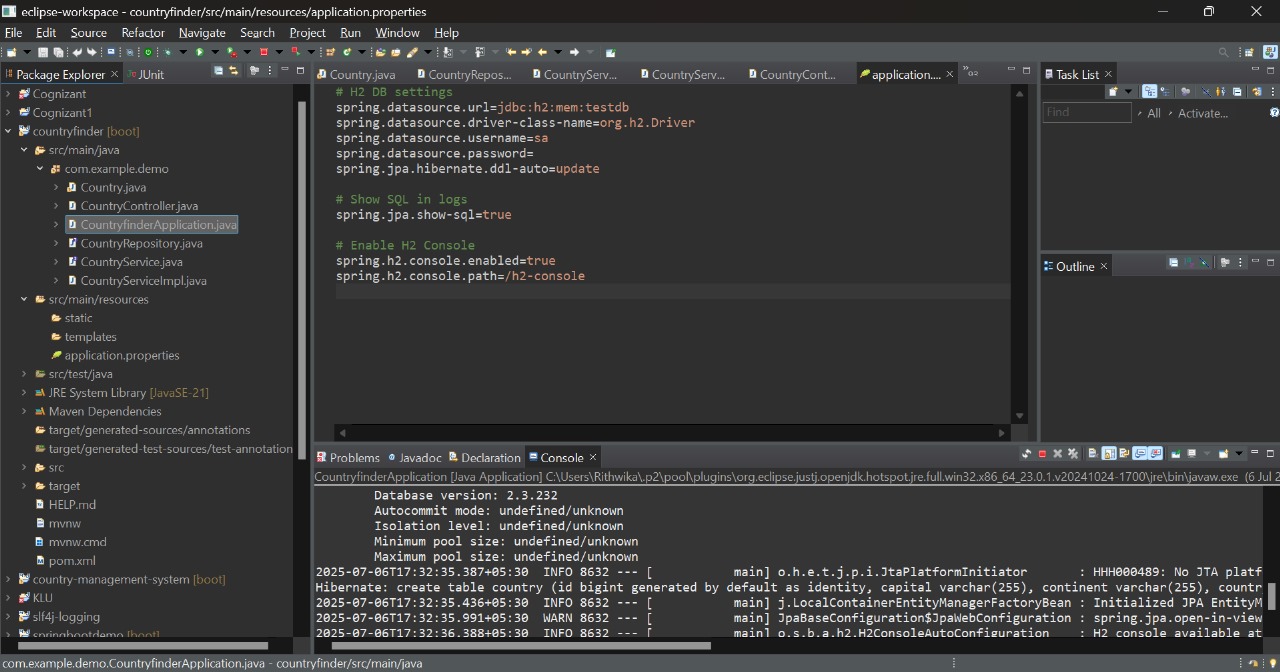 eclipse-workspace - countryfinder/src/main/resources/application.properties
File Edit Source Refactor Navigate Search Project Run Window Help
Package Explorer × JUnit
Cognizant
Cognizant1
countryfinder [boot]
src/main/java
com.example.demo
Country.java
CountryController.java
CountryfinderApplication.java
CountryRepository.java
CountryService.java
CountryServiceImpl.java
src/main/resources
static
templates
application.properties
src/test/java
JRE System Library [JavaSE-21]
Maven Dependencies
target/generated-sources/annotations
target/generated-test-sources/test-annotation
src
target
HELP.md
mvnw
mvnw.cmd
pom.xml
country-management-system [boot]
KLU
slf4j-logging
springbootdemo [boot]
Country.java CountryRepos... CountryServ... CountryServ... CountryCont... application.... ×
# H2 DB settings
spring.datasource.url=jdbc:h2:mem:testdb
spring.datasource.driver-class-name=org.h2.Driver
spring.datasource.username=sa
spring.datasource.password=
spring.jpa.hibernate.ddl-auto=update
# Show SQL in logs
spring.jpa.show-sql=true
# Enable H2 Console
spring.h2.console.enabled=true
spring.h2.console.path=/h2-console
Task List ×
Find All Activate...
Outline ×
Problems Javadoc Declaration Console ×
CountryfinderApplication [Java Application] C:\Users\Rithwika\.p2\pool\plugins\org.eclipse.justj.openjdk.hotspot.jre.full.win32.x86_64_23.0.1.v20241024-1700\jre\bin\javaw.exe (6 Jul 2
Database version: 2.3.232
Autocommit mode: undefined/unknown
Isolation level: undefined/unknown
Minimum pool size: undefined/unknown
Maximum pool size: undefined/unknown
2025-07-06T17:32:35.387+05:30 INFO 8632 --- [ main] o.h.e.t.j.p.i.JtaPlatformInitiator : HHH000489: No JTA platf
Hibernate: create table country (id bigint generated by default as identity, capital varchar(255), continent varchar(255), countr
2025-07-06T17:32:35.436+05:30 INFO 8632 --- [ main] j.LocalContainerEntityManagerFactoryBean : Initialized JPA EntityM
2025-07-06T17:32:35.991+05:30 WARN 8632 --- [ main] JpaBaseConfiguration$JpaWebConfiguration : spring.jpa.open-in-view
2025-07-06T17:32:36.388+05:30 INFO 8632 --- [ main] o.s.b.a.h2.H2ConsoleAutoConfiguration : H2 console available at
com.example.demo.CountryfinderApplication.java - countryfinder/src/main/java